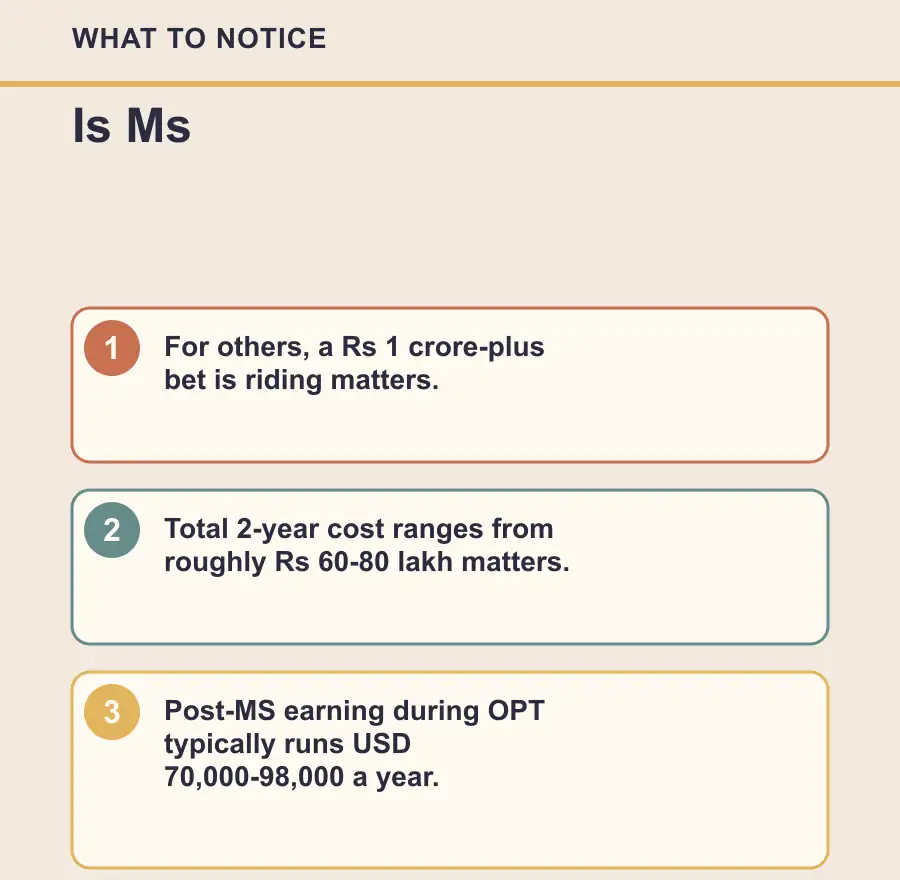 WHAT TO NOTICE
Is Ms
1
For others, a Rs 1 crore-plus
bet is riding matters.
2
Total 2-year cost ranges from
roughly Rs 60-80 lakh matters.
3
Post-MS earning during OPT
typically runs USD
70,000-98,000 a year.